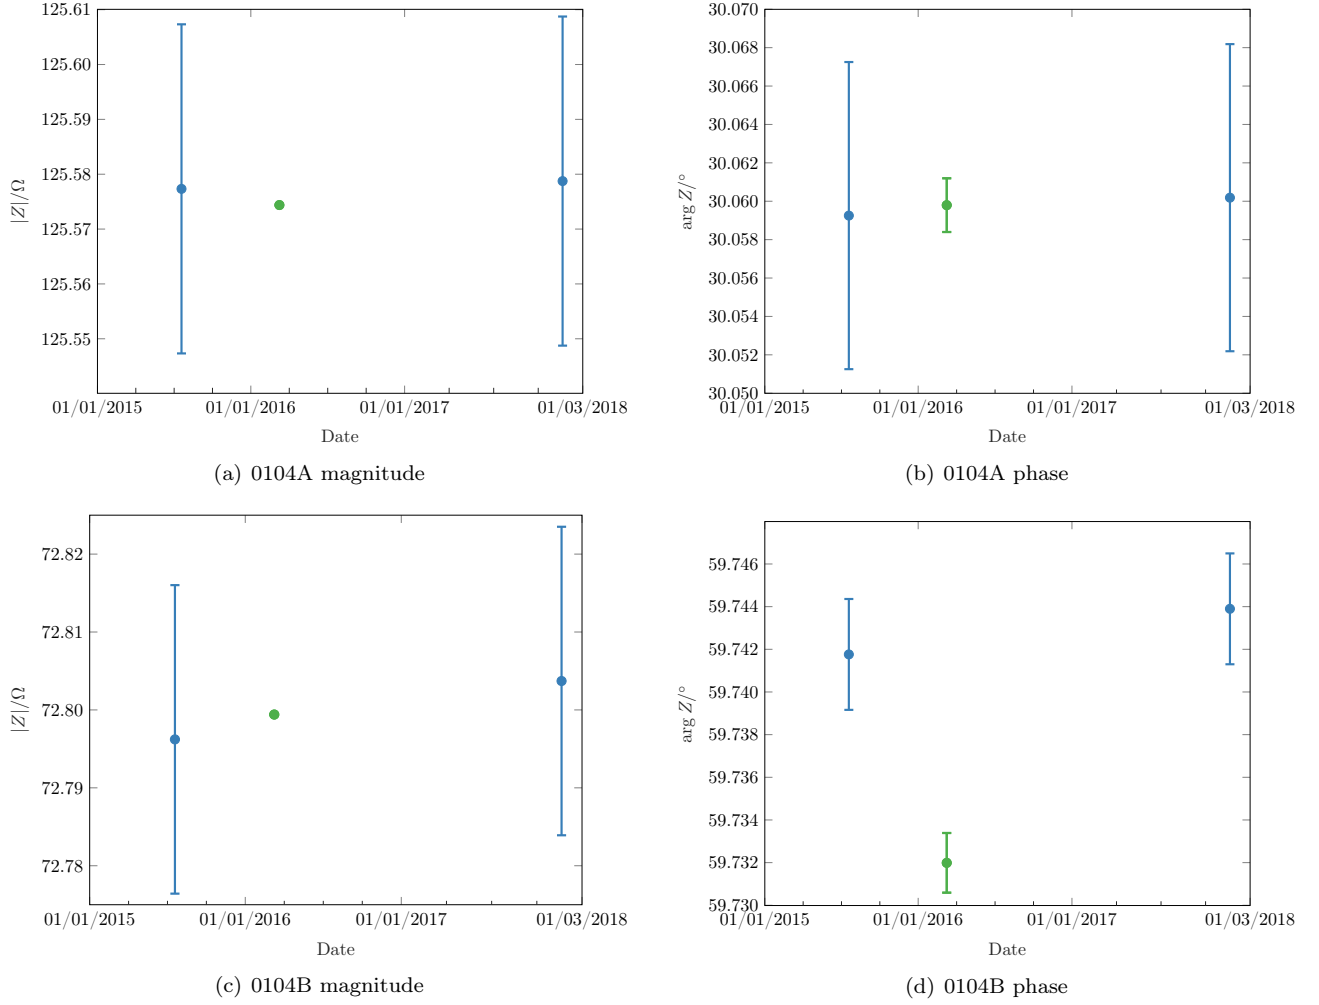 125.61
125.60
125.59
125.58
125.57
125.56
125.55
|Z|/Ω
01/01/2015 01/01/2016 01/01/2017 01/03/2018
Date
(a) 0104A magnitude
30.070
30.068
30.066
30.064
30.062
30.060
30.058
30.056
30.054
30.052
30.050
arg Z/°
01/01/2015 01/01/2016 01/01/2017 01/03/2018
Date
(b) 0104A phase
72.82
72.81
72.80
72.79
72.78
|Z|/Ω
01/01/2015 01/01/2016 01/01/2017 01/03/2018
Date
(c) 0104B magnitude
59.746
59.744
59.742
59.740
59.738
59.736
59.734
59.732
59.730
arg Z/°
01/01/2015 01/01/2016 01/01/2017 01/03/2018
Date
(d) 0104B phase